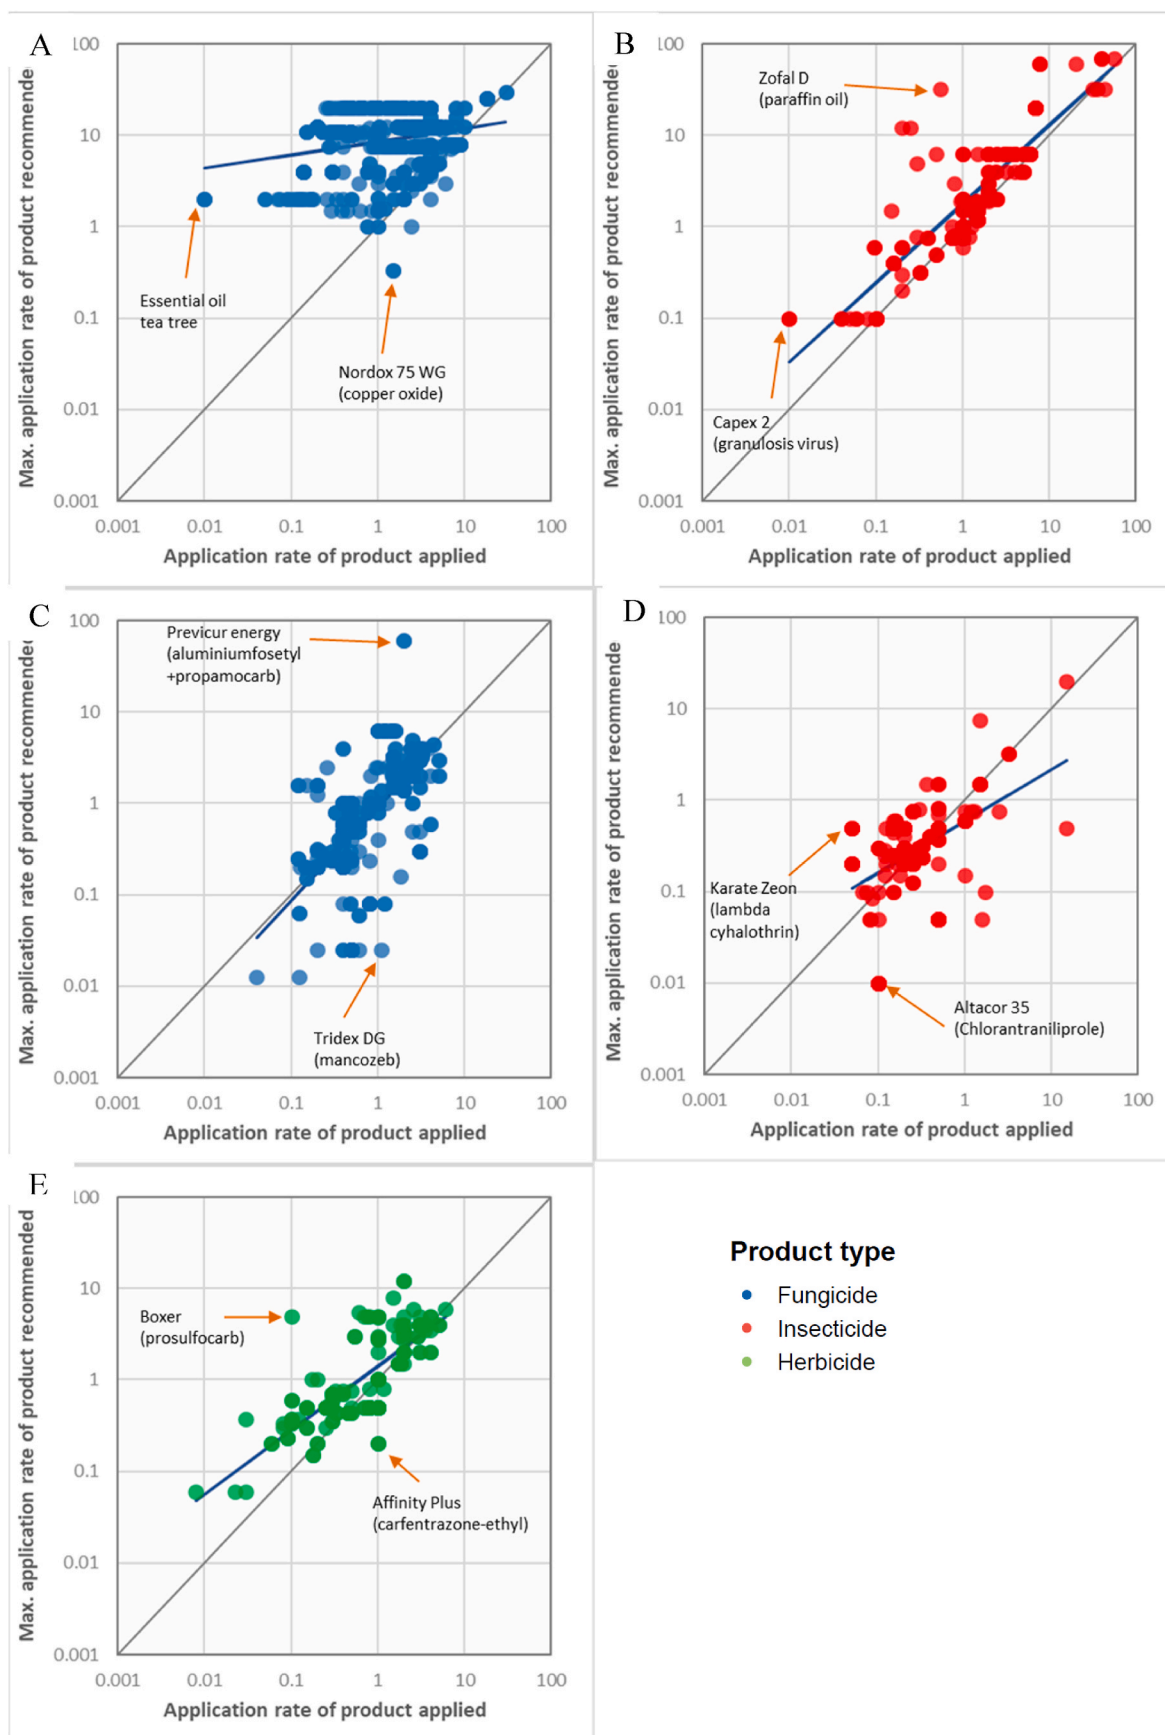 A
Max. application rate of product recommende
100
10
1
0.1
0.01
0.001
Essential oil
tea tree
Nordox 75 WG
(copper oxide)
0.001 0.01 0.1 1 10 100
Application rate of product applied
B
Max. application rate of product recommende
100
10
1
0.1
0.01
0.001
Zofal D
(paraffin oil)
Capex 2
(granulosis virus)
0.001 0.01 0.1 1 10 100
Application rate of product applied
C
Max. application rate of product recommende
100
10
1
0.1
0.01
0.001
Previcur energy
(aluminiumfosetyl
+propamocarb)
Tridex DG
(mancozeb)
0.001 0.01 0.1 1 10 100
Application rate of product applied
D
Max. application rate of product recommende
100
10
1
0.1
0.01
0.001
Karate Zeon
(lambda
cyhalothrin)
Altacor 35
(Chlorantraniliprole)
0.001 0.01 0.1 1 10 100
Application rate of product applied
E
Max. application rate of product recommended
100
10
1
0.1
0.01
0.001
Boxer
(prosulfocarb)
Affinity Plus
(carfentrazone-ethyl)
0.001 0.01 0.1 1 10 100
Application rate of product applied
Product type
Fungicide
Insecticide
Herbicide